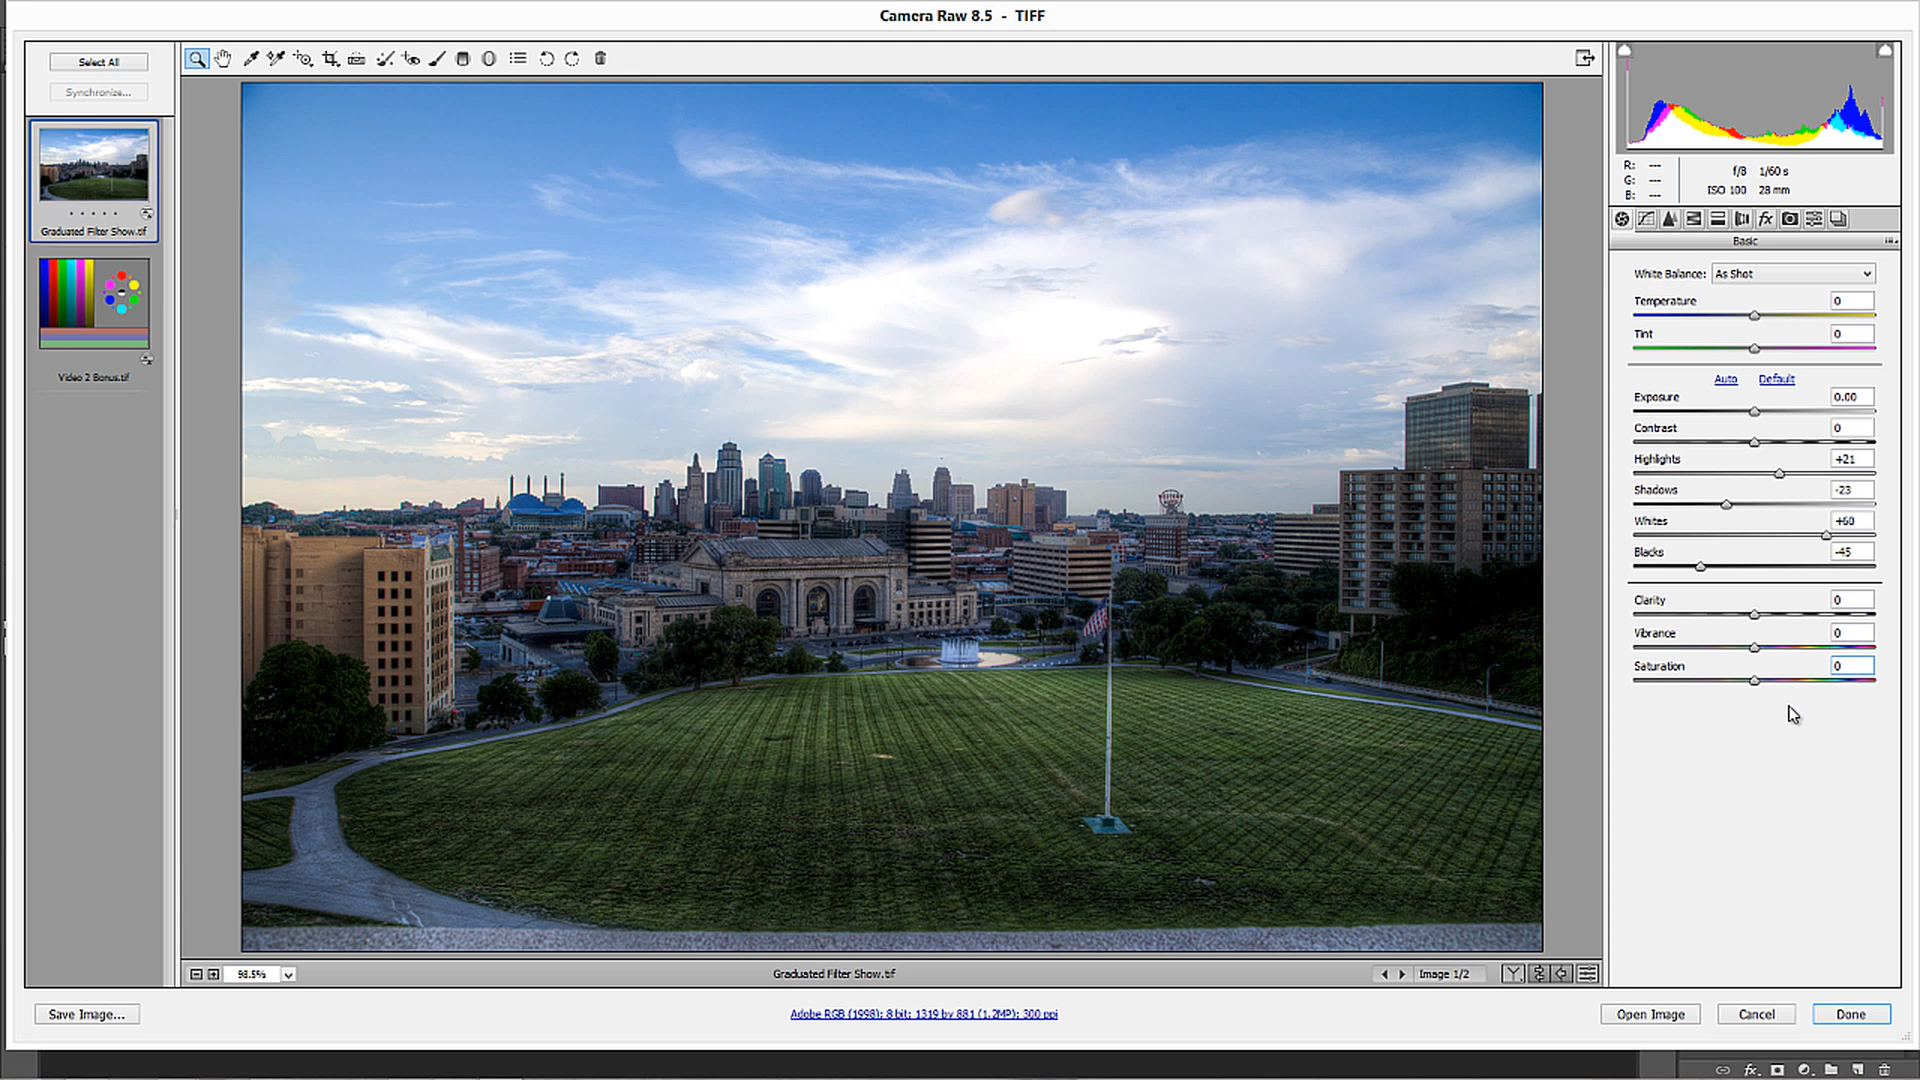 Camera Raw 8.5 - TIFF
Select All
Synchronize...
Graduated Filter Show.tif
Video 2 Bonus.tif
R: ---
G: ---
B: ---
f/8 1/60 s
ISO 100 28 mm
fx
Basic
White Balance: As Shot
Temperature 0
Tint 0
Auto Default
Exposure 0.00
Contrast 0
Highlights +21
Shadows -23
Whites +60
Blacks -45
Clarity 0
Vibrance 0
Saturation 0
98.5%
Graduated Filter Show.tif
Image 1/2
Y
Save Image...
Adobe RGB (1998); 8 bit; 1319 by 881 (1.2MP); 300 ppi
Open Image
Cancel
Done
fx.